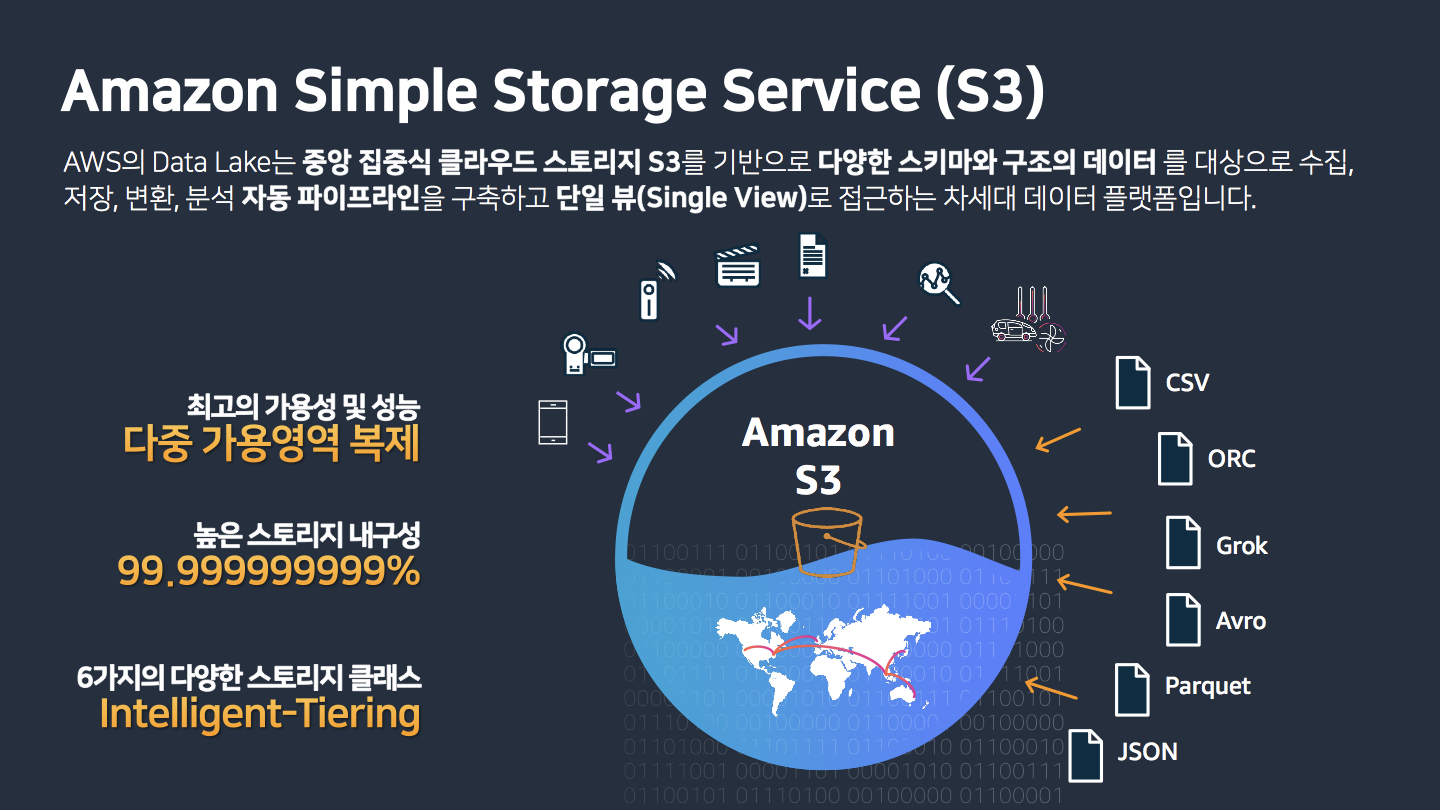 Amazon Simple Storage Service (S3)
AWS의 Data Lake는 중앙 집중식 클라우드 스토리지 S3를 기반으로 다양한 스키마와 구조의 데이터 를 대상으로 수집,
저장, 변환, 분석 자동 파이프라인을 구축하고 단일 뷰(Single View)로 접근하는 차세대 데이터 플랫폼입니다.
최고의 가용성 및 성능
다중 가용영역 복제
높은 스토리지 내구성
99.999999999%
6가지의 다양한 스토리지 클래스
Intelligent-Tiering
Amazon
S3
CSV
ORC
Grok
Avro
Parquet
JSON